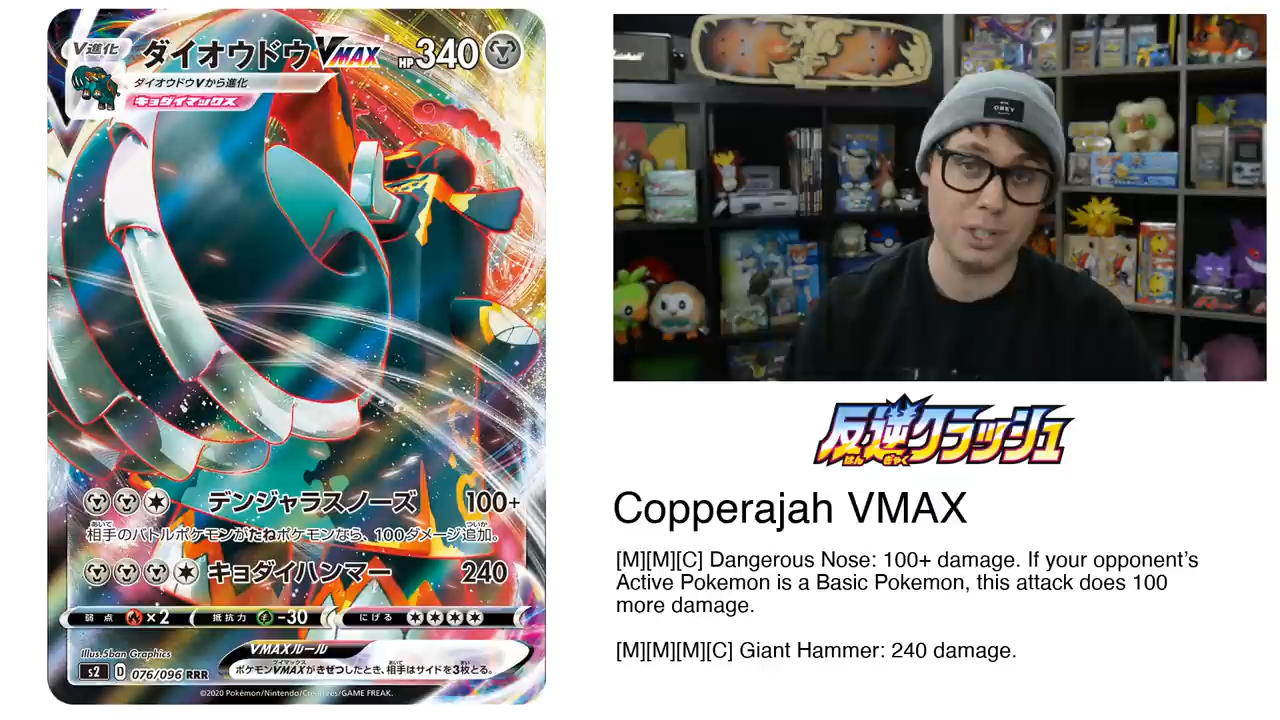 V進化
ダイオウドウVMAX
HP340
ダイオウドウVから進化
キョダイマックス
デンジャラスノーズ 100+
相手のバトルポケモンがたねポケモンなら、100ダメージ追加。
キョダイハンマー 240
弱点 ×2 抵抗力 -30 にげる
Illus.5ban Graphics
VMAXルール
ポケモンVMAXがきぜつしたとき、相手はサイドを3枚とる。
s2 D 076/096 RRR
©2020 Pokémon/Nintendo/Creatures/GAME FREAK.
OBEY
反逆クラッシュ
はん ぎゃく
Copperajah VMAX
[M][M][C] Dangerous Nose: 100+ damage. If your opponent’s
Active Pokemon is a Basic Pokemon, this attack does 100
more damage.
[M][M][M][C] Giant Hammer: 240 damage.